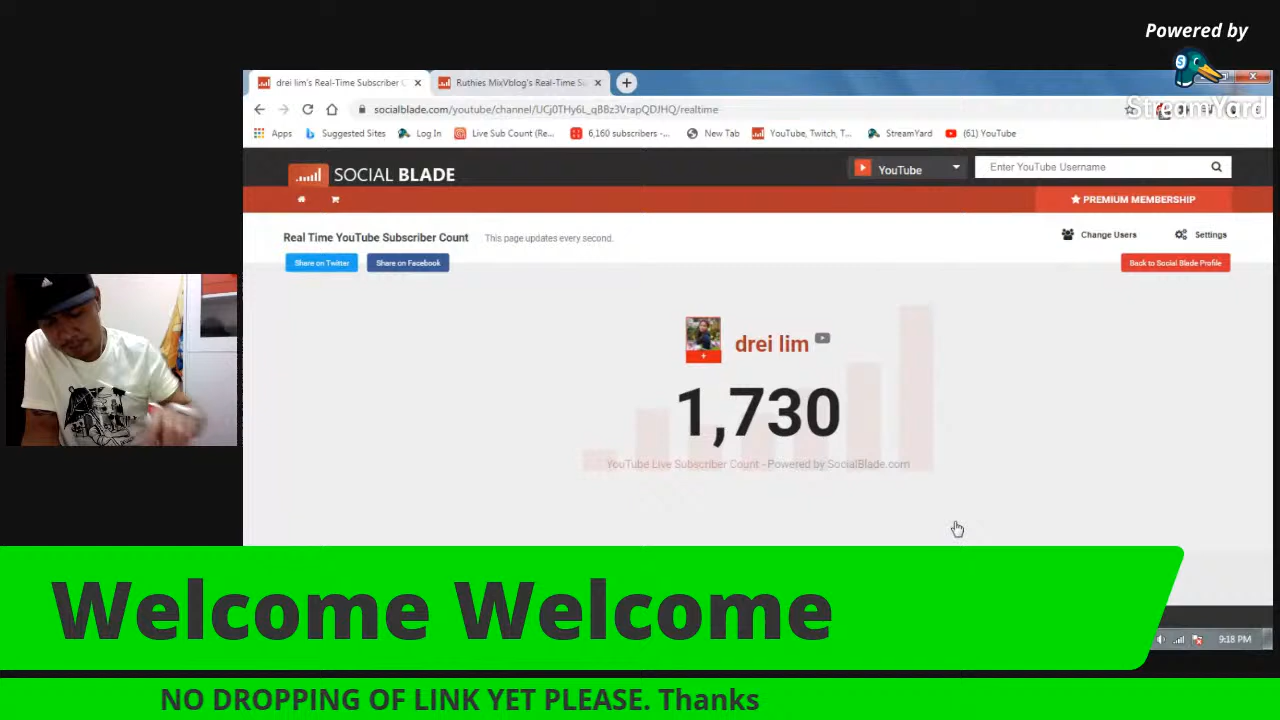 Powered by
StreamYard
drei lim's Real-Time Subscriber C
Ruthies MixVblog's Real-Time Su
socialblade.com/youtube/channel/UCj0THy6L_qB8z3VrapQDJHQ/realtime
Apps Suggested Sites Log In Live Sub Count (Re... 6,160 subscribers -... New Tab YouTube, Twitch, T... StreamYard (61) YouTube
SOCIAL BLADE YouTube Enter YouTube Username
PREMIUM MEMBERSHIP
Real Time YouTube Subscriber Count This page updates every second. Change Users Settings
Share on Twitter Share on Facebook Back to Social Blade Profile
drei lim
1,730
YouTube Live Subscriber Count - Powered by SocialBlade.com
Welcome Welcome
9:18 PM
NO DROPPING OF LINK YET PLEASE. Thanks